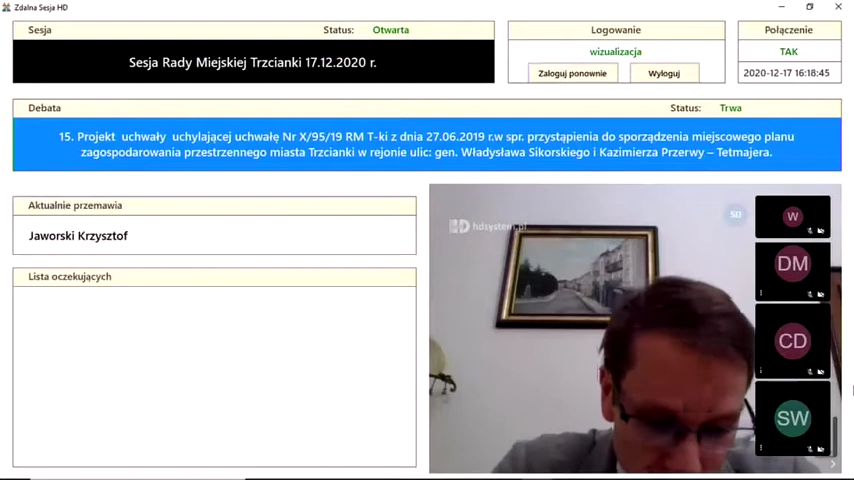 Zdalna Sesja HD
Sesja
Status:
Otwarta
Sesja Rady Miejskiej Trzcianki 17.12.2020 r.
Logowanie
wizualizacja
Zaloguj ponownie
Wyloguj
Połączenie
TAK
2020-12-17 16:18:45
Debata
Status:
Trwa
15. Projekt uchwały uchylającej uchwałę Nr X/95/19 RM T-ki z dnia 27.06.2019 r.w spr. przystąpienia do sporządzenia miejscowego planu
zagospodarowania przestrzennego miasta Trzcianki w rejonie ulic: gen. Władysława Sikorskiego i Kazimierza Przerwy – Tetmajera.
Aktualnie przemawia
Jaworski Krzysztof
Lista oczekujących
HD hdsystem.pl
W
DM
CD
SW